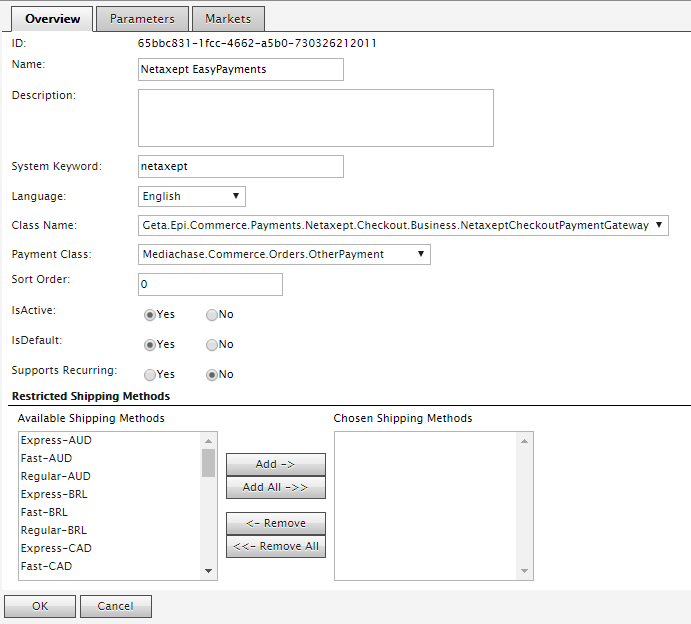 Overview Parameters Markets
ID: 65bbc831-1fcc-4662-a5b0-730326212011
Name: Netaxept EasyPayments
Description:
System Keyword: netaxept
Language: English
Class Name: Geta.Epi.Commerce.Payments.Netaxept.Checkout.Business.NetaxeptCheckoutPaymentGateway
Payment Class: Mediachase.Commerce.Orders.OtherPayment
Sort Order: 0
IsActive: Yes No
IsDefault: Yes No
Supports Recurring: Yes No
Restricted Shipping Methods
Available Shipping Methods Chosen Shipping Methods
Express-AUD
Fast-AUD
Regular-AUD
Express-BRL
Fast-BRL
Regular-BRL
Express-CAD
Fast-CAD
Add ->
Add All ->>
<- Remove
<<- Remove All
OK Cancel